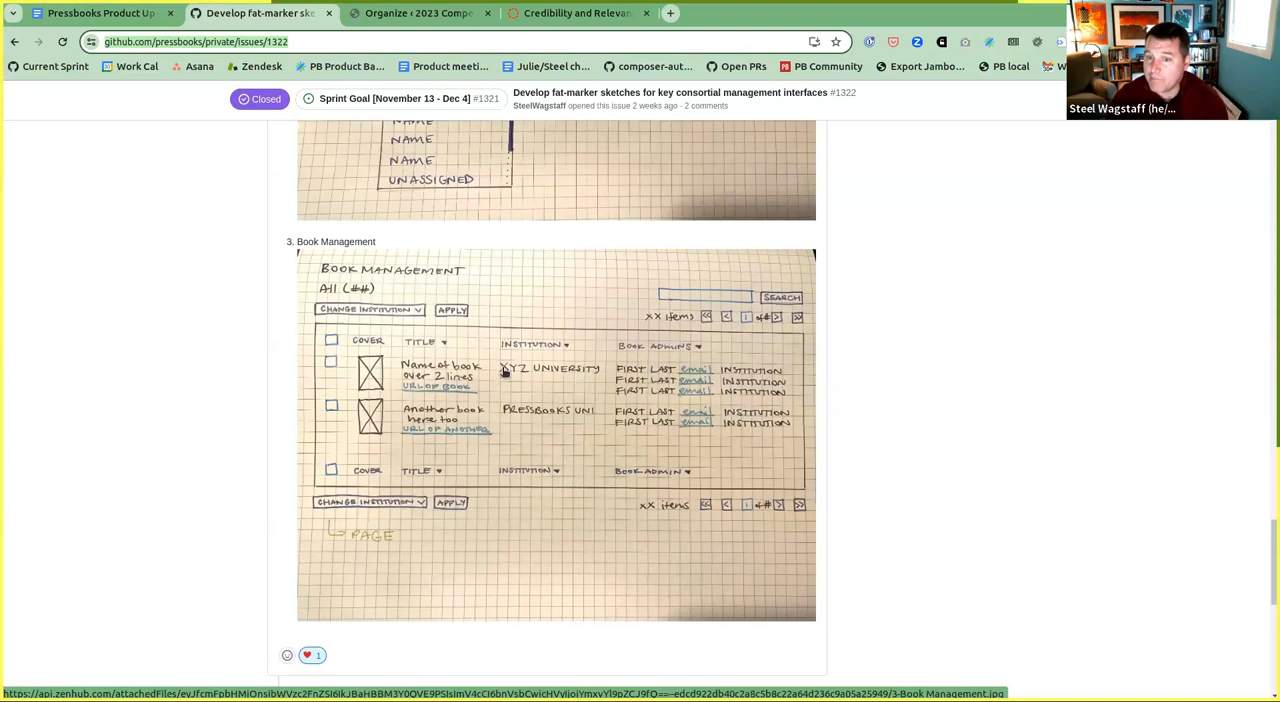 Pressbooks Product Up
Develop fat-marker ske
Organize
2023 Compe
Credibility and Relevan
github.com/pressbooks/private/issues/1322
Current Sprint
Work Cal
Asana
Zendesk
PB Product Ba...
Product meeti...
Julie/Steel ch...
composer-aut...
Open PRs
PB Community
Export Jambo...
PB local
Closed
Sprint Goal [November 13 - Dec 4] #1321
Develop fat-marker sketches for key consortial management interfaces #1322
SteelWagstaff opened this issue 2 weeks ago · 2 comments
Steel Wagstaff (he/...
NAME
NAME
NAME
UNASSIGNED
3. Book Management
BOOK MANAGEMENT
All (##)
SEARCH
CHANGE INSTITUTION ∨ APPLY
XX items << < 1 of # > >>
COVER TITLE ▾ INSTITUTION ▾ BOOK ADMINS ▾
Name of book
over 2 lines
URL OF BOOK
XYZ UNIVERSITY
FIRST LAST email INSTITUTION
FIRST LAST email INSTITUTION
FIRST LAST email INSTITUTION
Another book
here too
URL OF ANOTHER
PRESSBOOKS UNI
FIRST LAST email INSTITUTION
FIRST LAST email INSTITUTION
COVER TITLE ▾ INSTITUTION ▾ BOOK ADMIN ▾
CHANGE INSTITUTION ∨ APPLY
XX items << < 1 of # > >>
PAGE
1